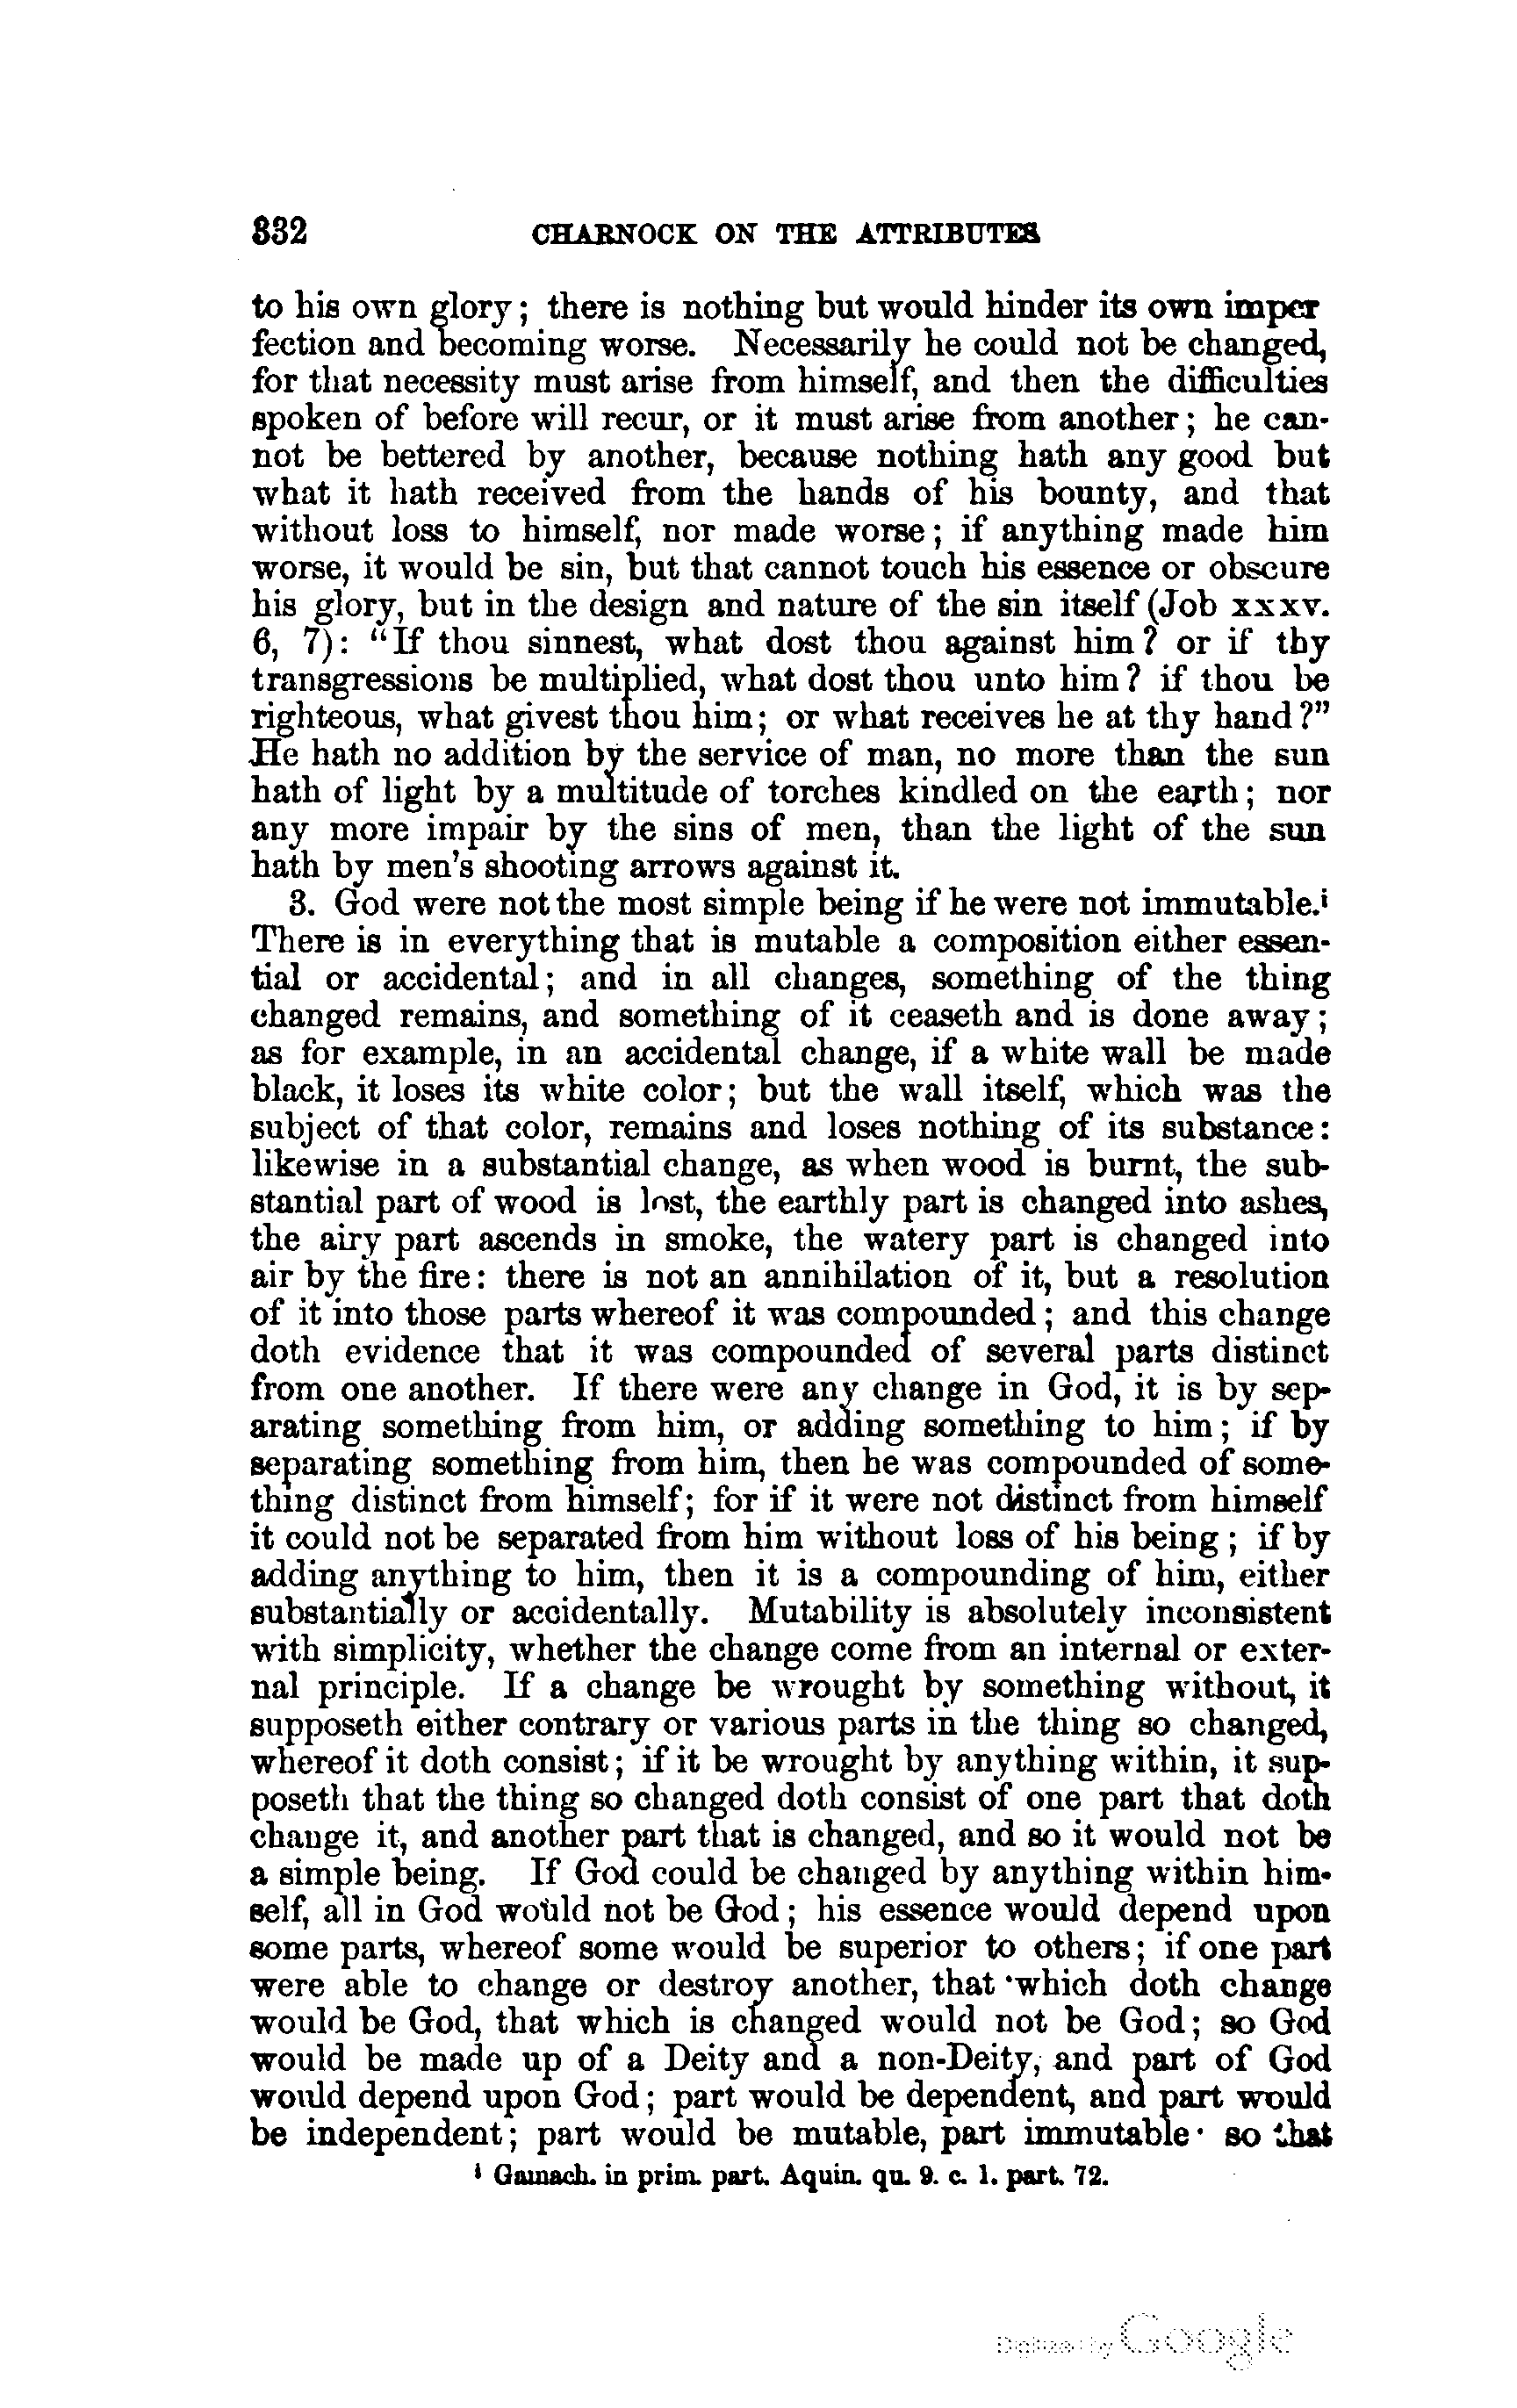 332 CHARNOCK ON THE ATTRIBUTES
to his own glory; there is nothing but would hinder its own imper
fection and becoming worse. Necessarily he could not be changed,
for that necessity must arise from himself, and then the difficulties
spoken of before will recur, or it must arise from another; he can-
not be bettered by another, because nothing hath any good but
what it hath received from the hands of his bounty, and that
without loss to himself, nor made worse; if anything made him
worse, it would be sin, but that cannot touch his essence or obscure
his glory, but in the design and nature of the sin itself (Job xxxv.
6, 7): “If thou sinnest, what dost thou against him? or if thy
transgressions be multiplied, what dost thou unto him? if thou be
righteous, what givest thou him; or what receives he at thy hand?”
He hath no addition by the service of man, no more than the sun
hath of light by a multitude of torches kindled on the earth; nor
any more impair by the sins of men, than the light of the sun
hath by men's shooting arrows against it.
3. God were not the most simple being if he were not immutable.i
There is in everything that is mutable a composition either essen-
tial or accidental; and in all changes, something of the thing
changed remains, and something of it ceaseth and is done away;
as for example, in an accidental change, if a white wall be made
black, it loses its white color; but the wall itself, which was the
subject of that color, remains and loses nothing of its substance:
likewise in a substantial change, as when wood is burnt, the sub-
stantial part of wood is lost, the earthly part is changed into ashes,
the airy part ascends in smoke, the watery part is changed into
air by the fire: there is not an annihilation of it, but a resolution
of it into those parts whereof it was compounded; and this change
doth evidence that it was compounded of several parts distinct
from one another. If there were any change in God, it is by sep-
arating something from him, or adding something to him; if by
separating something from him, then he was compounded of some-
thing distinct from himself; for if it were not distinct from himself
it could not be separated from him without loss of his being; if by
adding anything to him, then it is a compounding of him, either
substantially or accidentally. Mutability is absolutely inconsistent
with simplicity, whether the change come from an internal or exter-
nal principle. If a change be wrought by something without, it
supposeth either contrary or various parts in the thing so changed,
whereof it doth consist; if it be wrought by anything within, it sup-
poseth that the thing so changed doth consist of one part that doth
change it, and another part that is changed, and so it would not be
a simple being. If God could be changed by anything within him-
self, all in God would not be God; his essence would depend upon
some parts, whereof some would be superior to others; if one part
were able to change or destroy another, that which doth change
would be God, that which is changed would not be God; so God
would be made up of a Deity and a non-Deity, and part of God
would depend upon God; part would be dependent, and part would
be independent; part would be mutable, part immutable· so that
i Gamach. in prim. part. Aquin. qu. 9. c. 1. part. 72.
Digitized by Google